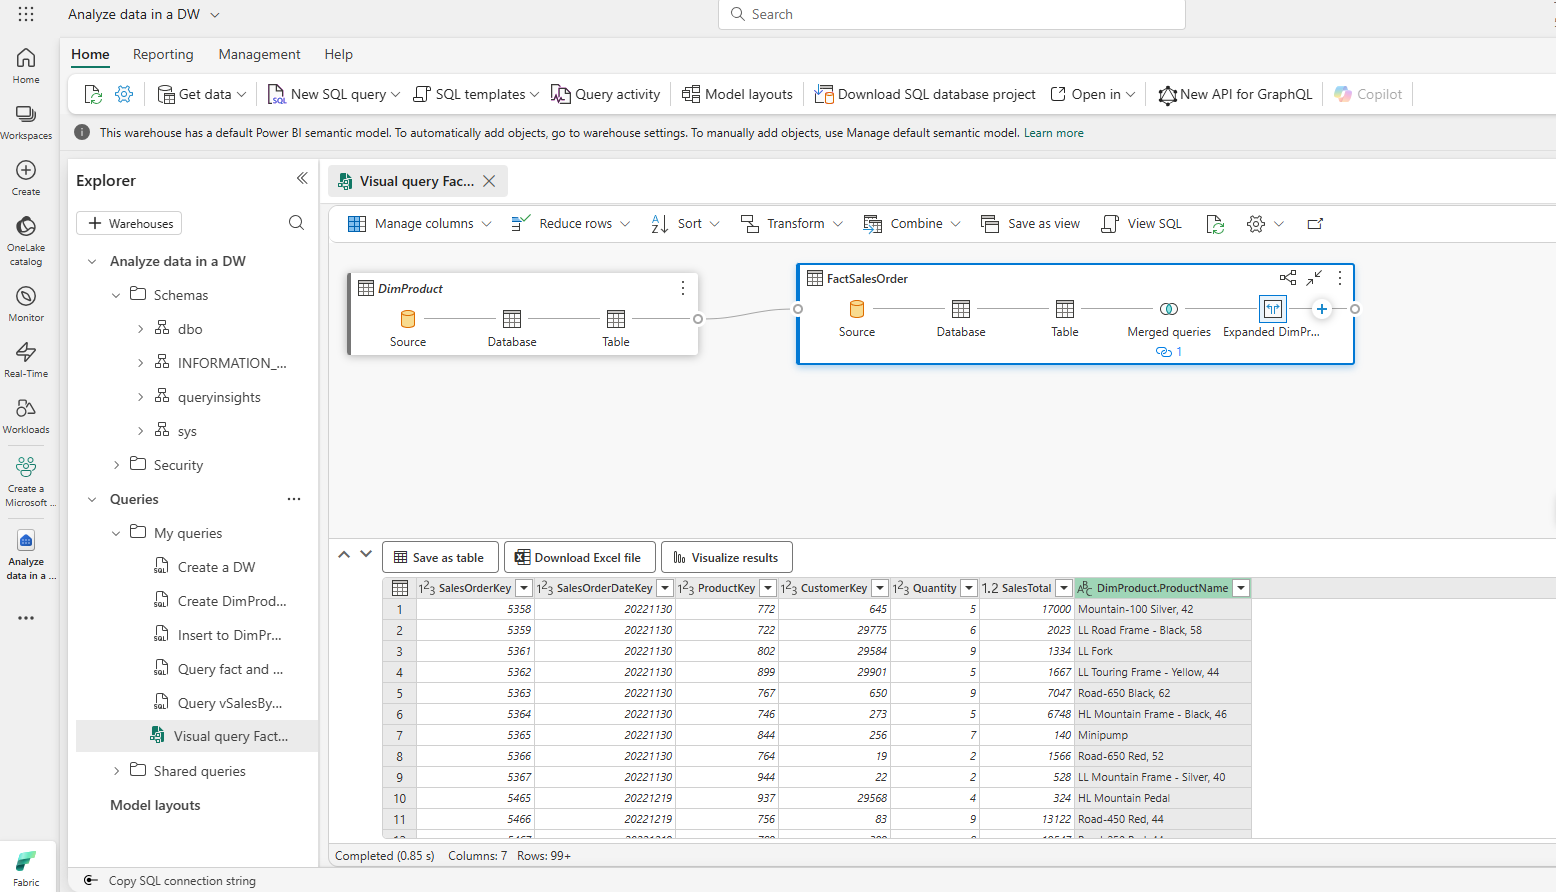 Analyze data in a DW
Search
Home
Workspaces
Create
OneLake
catalog
Monitor
Real-Time
Workloads
Create a
Microsoft ...
Analyze
data in a ...
Fabric
Home Reporting Management Help
Get data New SQL query SQL templates Query activity Model layouts Download SQL database project Open in New API for GraphQL Copilot
This warehouse has a default Power BI semantic model. To automatically add objects, go to warehouse settings. To manually add objects, use Manage default semantic model. Learn more
Explorer
+ Warehouses
Analyze data in a DW
Schemas
dbo
INFORMATION_...
queryinsights
sys
Security
Queries
My queries
Create a DW
Create DimProd...
Insert to DimPr...
Query fact and ...
Query vSalesBy...
Visual query Fact...
Shared queries
Model layouts
Visual query Fac...
Manage columns Reduce rows Sort Transform Combine Save as view View SQL
DimProduct
Source Database Table
FactSalesOrder
Source Database Table Merged queries Expanded DimPr...
1
Save as table Download Excel file Visualize results
SalesOrderKey SalesOrderDateKey ProductKey CustomerKey Quantity 1.2 SalesTotal DimProduct.ProductName
1 5358 20221130 772 645 5 17000 Mountain-100 Silver, 42
2 5359 20221130 722 29775 6 2023 LL Road Frame - Black, 58
3 5361 20221130 802 29584 9 1334 LL Fork
4 5362 20221130 899 29901 5 1667 LL Touring Frame - Yellow, 44
5 5363 20221130 767 650 9 7047 Road-650 Black, 62
6 5364 20221130 746 273 5 6748 HL Mountain Frame - Black, 46
7 5365 20221130 844 256 7 140 Minipump
8 5366 20221130 764 19 2 1566 Road-650 Red, 52
9 5367 20221130 944 22 2 528 LL Mountain Frame - Silver, 40
10 5465 20221219 937 29568 4 324 HL Mountain Pedal
11 5466 20221219 756 83 9 13122 Road-450 Red, 44
Completed (0.85 s) Columns: 7 Rows: 99+
Copy SQL connection string